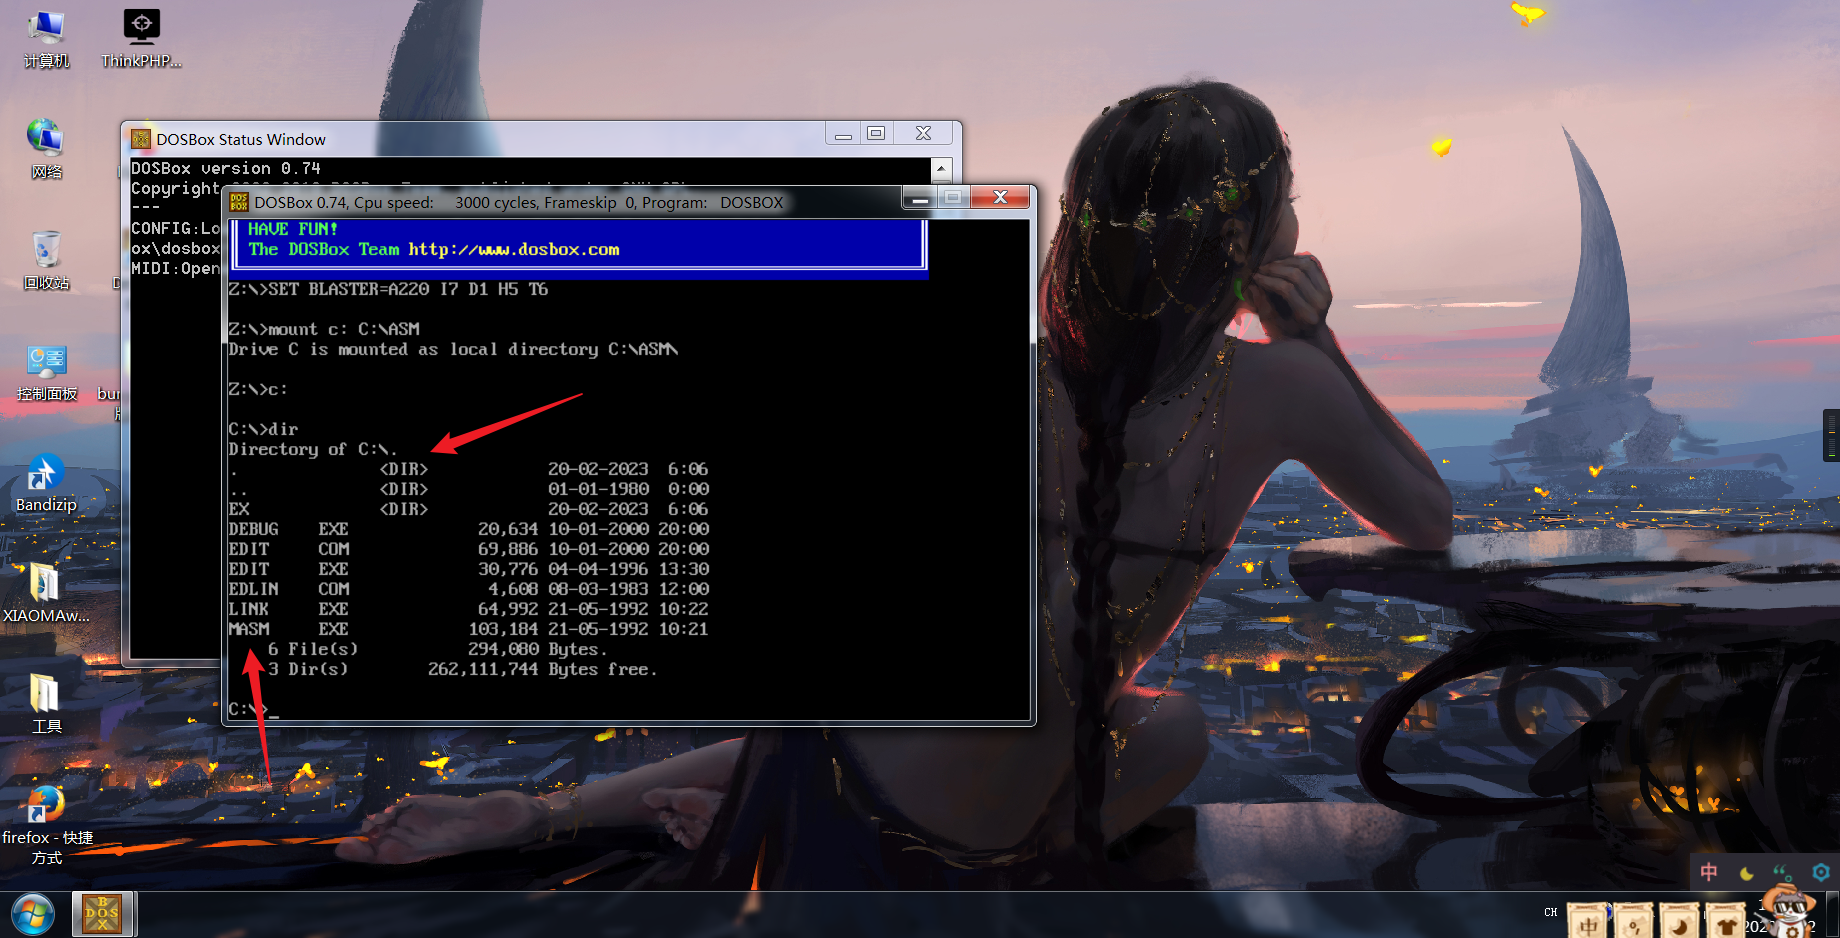 计算机
ThinkPHP...
网络
回收站
控制面板
Bandizip
XIAOMAw...
工具
firefox - 快捷
方式
DOSBox Status Window
DOSBox version 0.74
Copyright
---
CONFIG:Lo
ox\dosbox
MIDI:Open
DOSBox 0.74, Cpu speed: 3000 cycles, Frameskip 0, Program: DOSBOX
HAVE FUN!
The DOSBox Team http://www.dosbox.com
Z:\>SET BLASTER=A220 I7 D1 H5 T6
Z:\>mount c: C:\ASM
Drive C is mounted as local directory C:\ASM\
Z:\>c:
C:\>dir
Directory of C:\.
. <DIR> 20-02-2023 6:06
.. <DIR> 01-01-1980 0:00
EX <DIR> 20-02-2023 6:06
DEBUG EXE 20,634 10-01-2000 20:00
EDIT COM 69,886 10-01-2000 20:00
EDIT EXE 30,776 04-04-1996 13:30
EDLIN COM 4,608 08-03-1983 12:00
LINK EXE 64,992 21-05-1992 10:22
MASM EXE 103,184 21-05-1992 10:21
6 File(s) 294,080 Bytes.
3 Dir(s) 262,111,744 Bytes free.
C:\>_
中
CH
中